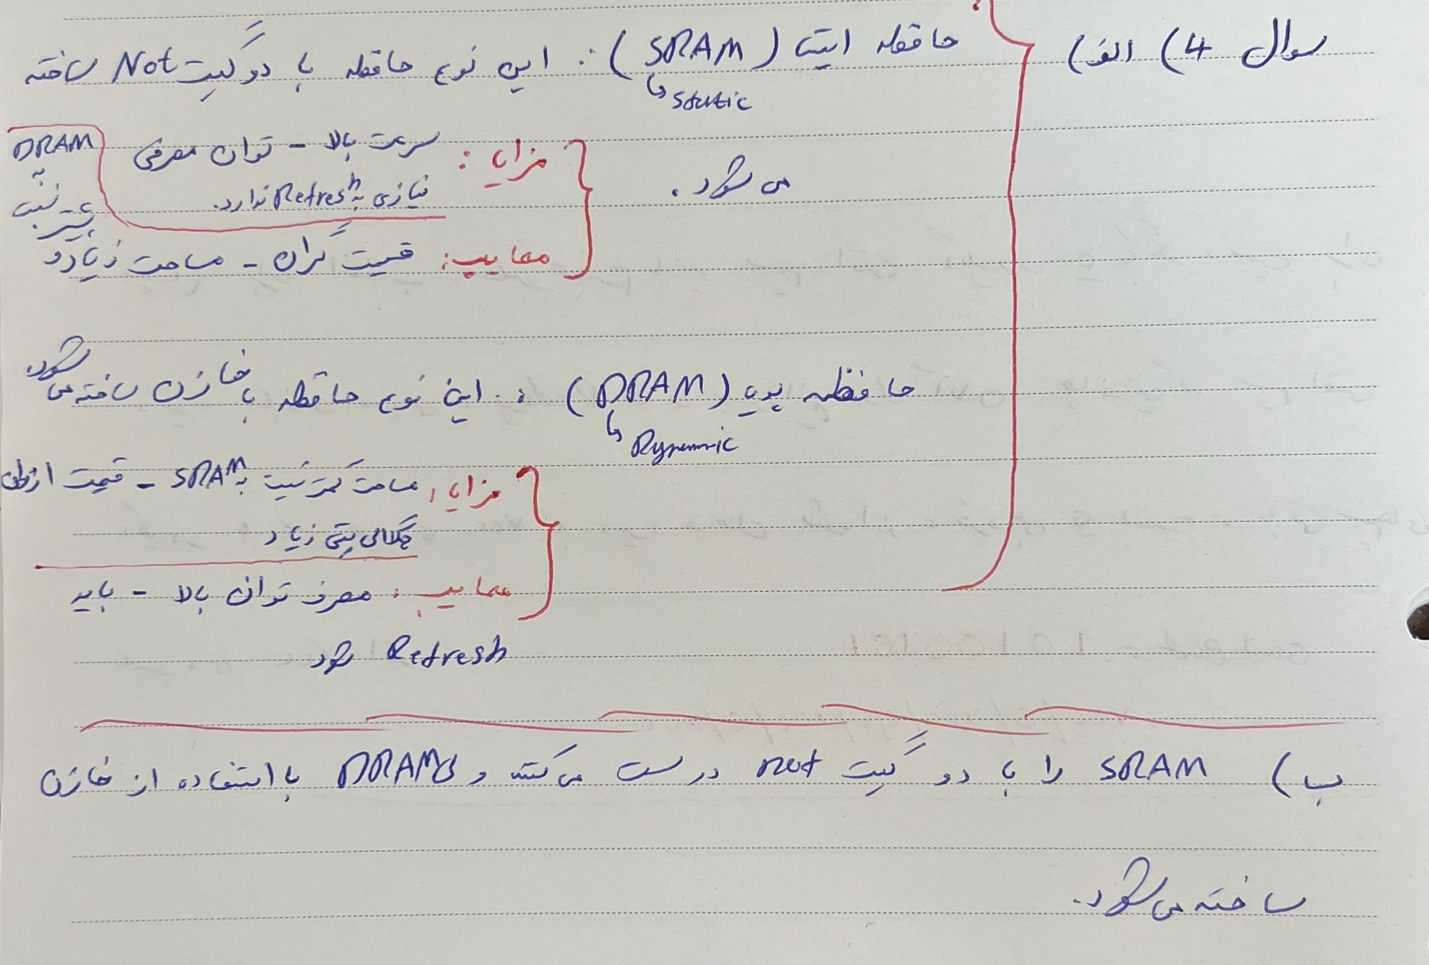 سوال 4) الف) حافظه ایستا (SRAM): این نوع حافظه با دو گیت Not ساخته
↳ Static
می شود.
مزایا: سرعت بالا - توان مصرفی
نیازی به Refresh ندارد.
معایب: قیمت گران - مساحت زیاد و
نسبت به DRAM
حافظه پویا (DRAM): این نوع حافظه با خازن ساخته می شود.
↳ Dynamic
مزایا: مساحت کمتر نسبت به SRAM - قیمت ارزان
چگالی بیتی زیاد
معایب: مصرف توان بالا - باید
Refresh شود
ب) SRAM را با دو گیت not درست می کنند و DRAM با استفاده از خازن
ساخته می شود.